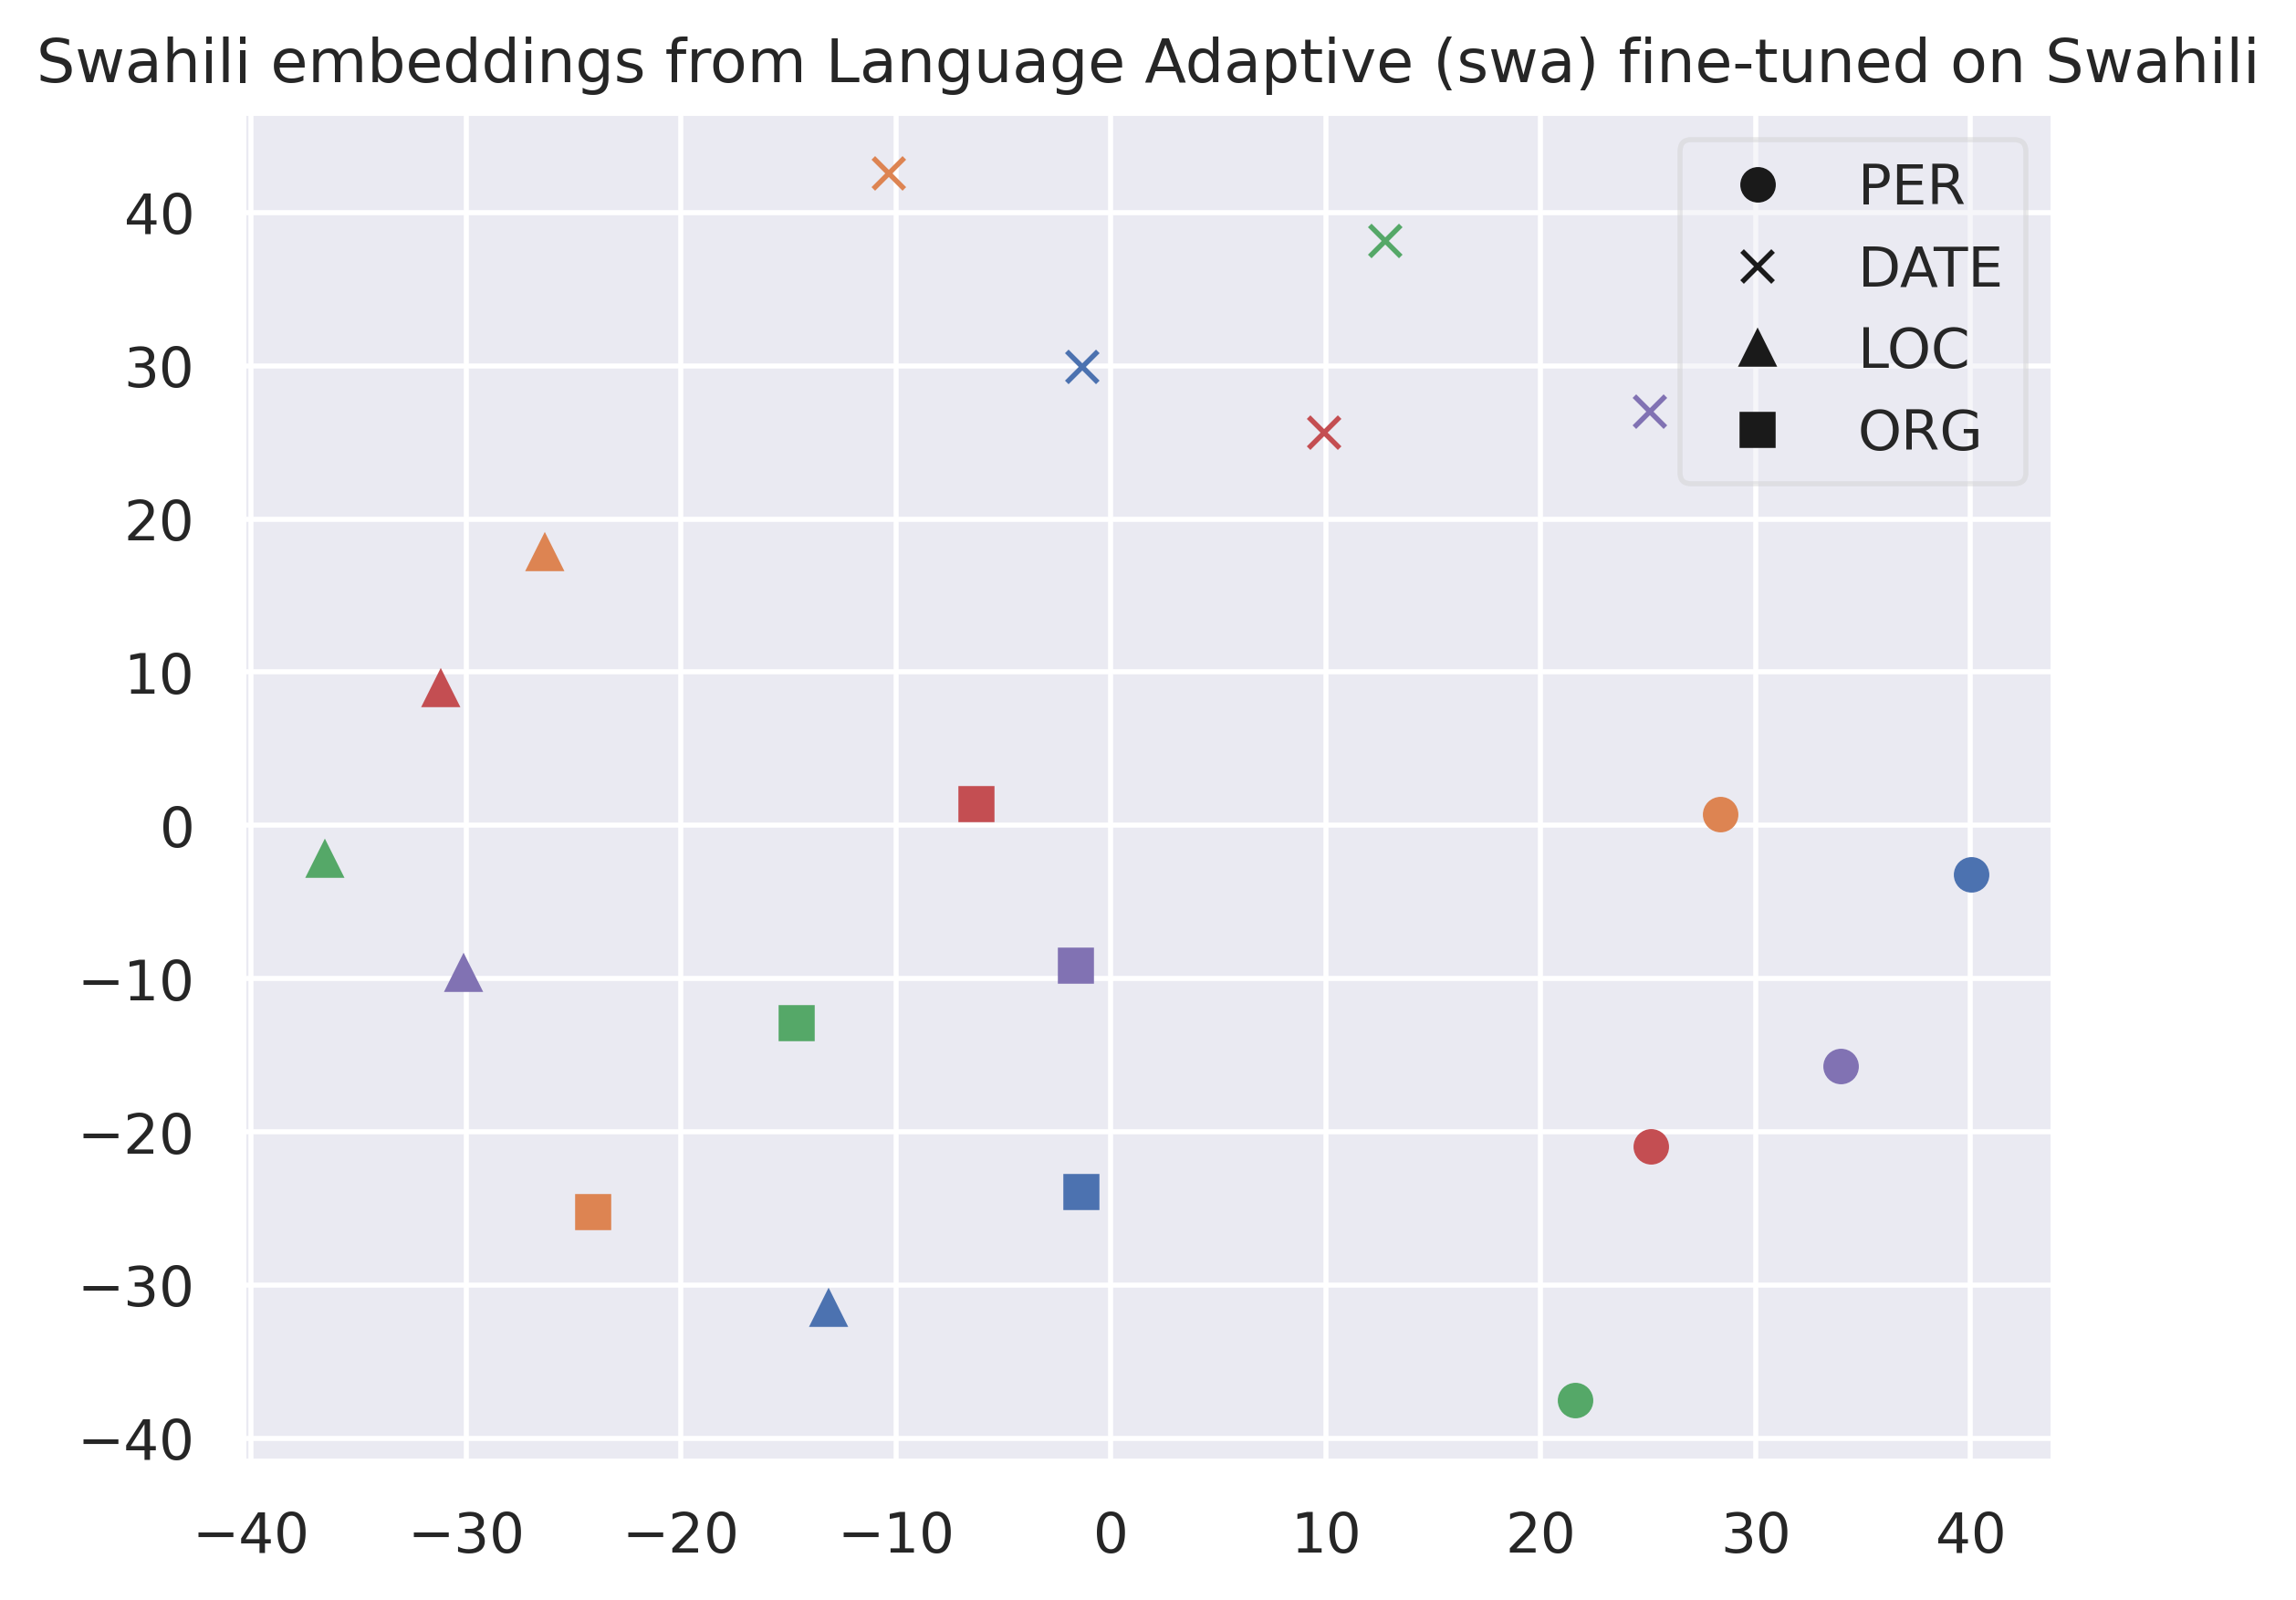 Swahili embeddings from Language Adaptive (swa) fine-tuned on Swahili
PER
DATE
LOC
ORG
40
30
20
10
0
−10
−20
−30
−40
−40 −30 −20 −10 0 10 20 30 40